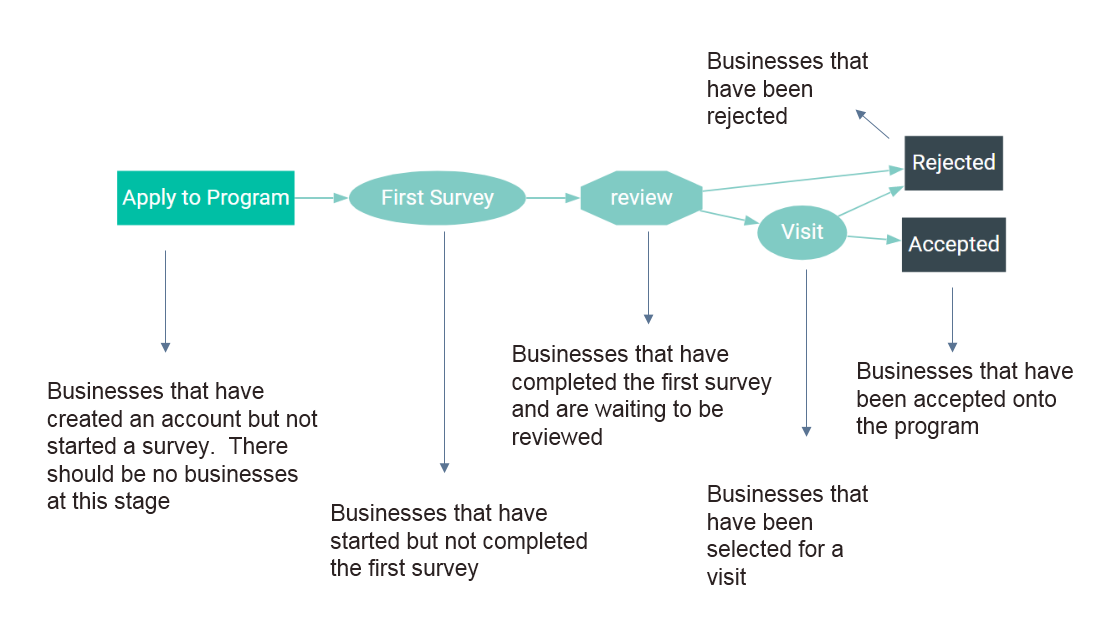 Businesses that
have been
rejected
Apply to Program
First Survey
review
Visit
Rejected
Accepted
Businesses that have
created an account but not
started a survey.  There
should be no businesses
at this stage
Businesses that have
started but not completed
the first survey
Businesses that have
completed the first survey
and are waiting to be
reviewed
Businesses that
have been
selected for a
visit
Businesses that have
been accepted onto
the program